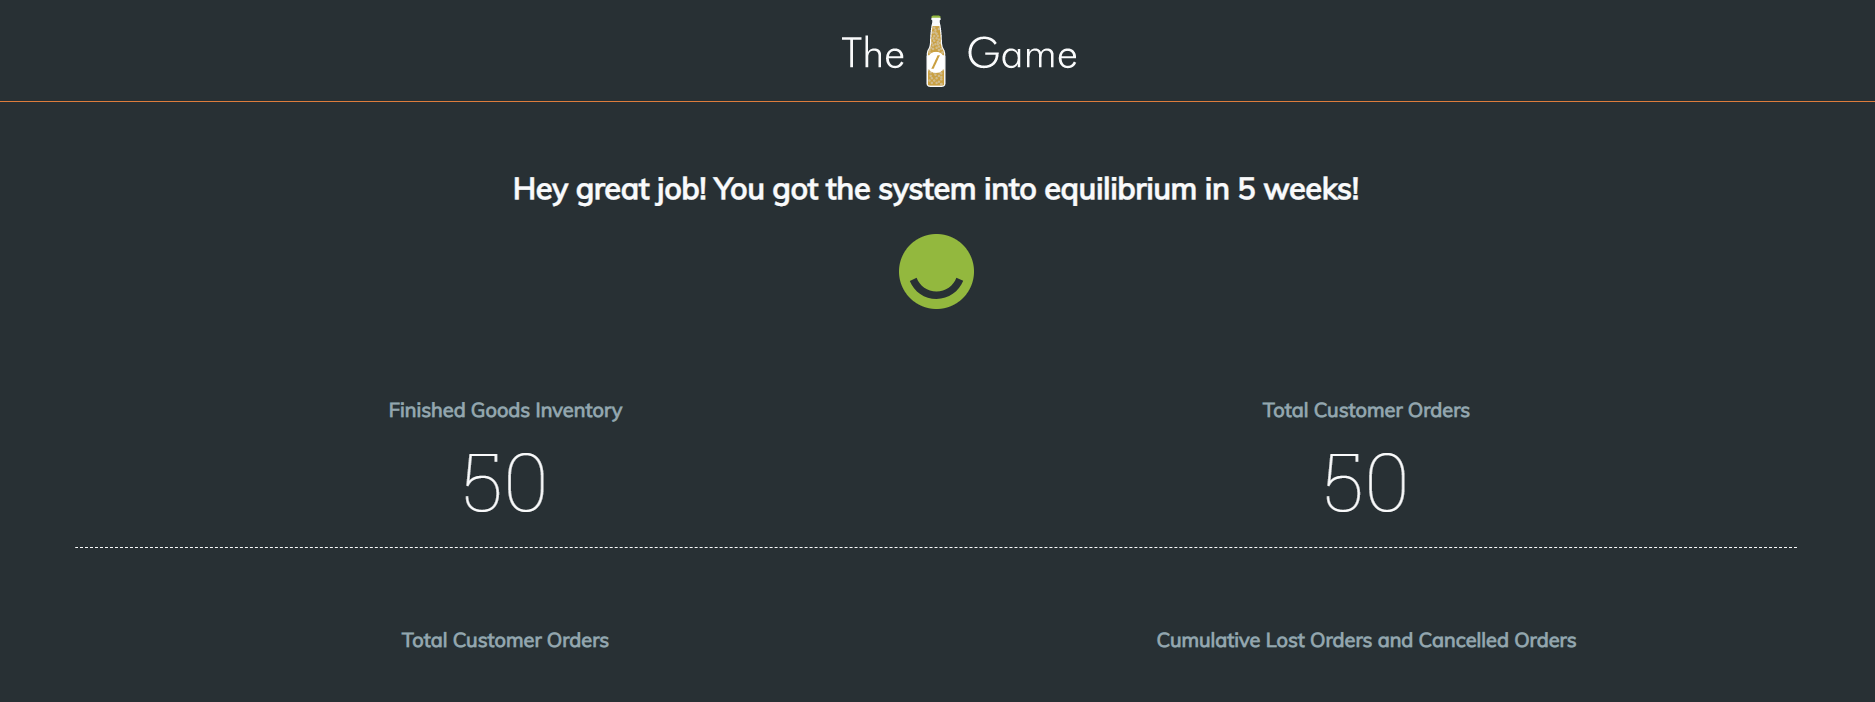 The Game
Hey great job! You got the system into equilibrium in 5 weeks!
Finished Goods Inventory
Total Customer Orders
50
50
Total Customer Orders
Cumulative Lost Orders and Cancelled Orders